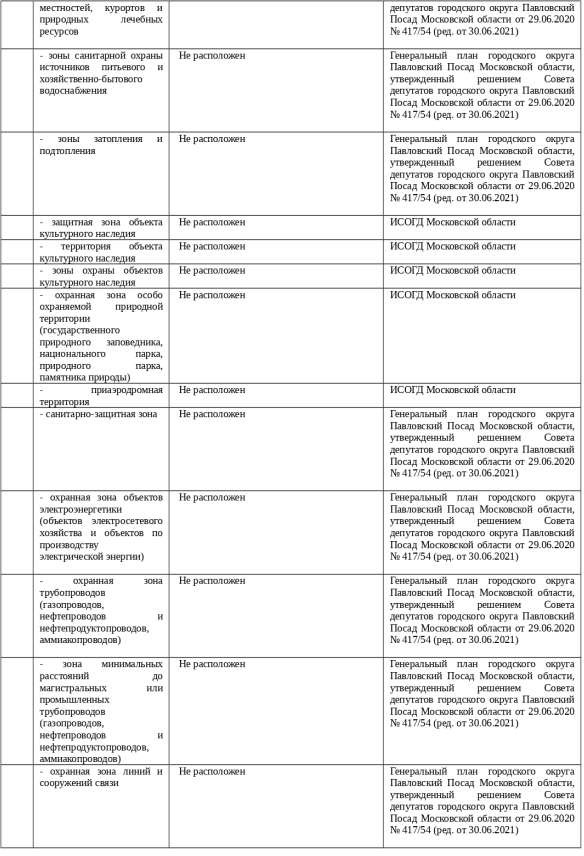 местностей, курортов и
природных лечебных
ресурсов
депутатов городского округа Павловский
Посад Московской области от 29.06.2020
№ 417/54 (ред. от 30.06.2021)
- зоны санитарной охраны
источников питьевого и
хозяйственно-бытового
водоснабжения
Не расположен
Генеральный план городского округа
Павловский Посад Московской области,
утвержденный решением Совета
депутатов городского округа Павловский
Посад Московской области от 29.06.2020
№ 417/54 (ред. от 30.06.2021)
- зоны затопления и
подтопления
Не расположен
Генеральный план городского округа
Павловский Посад Московской области,
утвержденный решением Совета
депутатов городского округа Павловский
Посад Московской области от 29.06.2020
№ 417/54 (ред. от 30.06.2021)
- защитная зона объекта
культурного наследия
Не расположен
ИСОГД Московской области
- территория объекта
культурного наследия
Не расположен
ИСОГД Московской области
- зоны охраны объектов
культурного наследия
Не расположен
ИСОГД Московской области
- охранная зона особо
охраняемой природной
территории
(государственного
природного заповедника,
национального парка,
природного парка,
памятника природы)
Не расположен
ИСОГД Московской области
- приаэродромная
территория
Не расположен
ИСОГД Московской области
- санитарно-защитная зона
Не расположен
Генеральный план городского округа
Павловский Посад Московской области,
утвержденный решением Совета
депутатов городского округа Павловский
Посад Московской области от 29.06.2020
№ 417/54 (ред. от 30.06.2021)
- охранная зона объектов
электроэнергетики
(объектов электросетевого
хозяйства и объектов по
производству
электрической энергии)
Не расположен
Генеральный план городского округа
Павловский Посад Московской области,
утвержденный решением Совета
депутатов городского округа Павловский
Посад Московской области от 29.06.2020
№ 417/54 (ред. от 30.06.2021)
- охранная зона
трубопроводов
(газопроводов,
нефтепроводов и
нефтепродуктопроводов,
аммиакопроводов)
Не расположен
Генеральный план городского округа
Павловский Посад Московской области,
утвержденный решением Совета
депутатов городского округа Павловский
Посад Московской области от 29.06.2020
№ 417/54 (ред. от 30.06.2021)
- зона минимальных
расстояний до
магистральных или
промышленных
трубопроводов
(газопроводов,
нефтепроводов и
нефтепродуктопроводов,
аммиакопроводов)
Не расположен
Генеральный план городского округа
Павловский Посад Московской области,
утвержденный решением Совета
депутатов городского округа Павловский
Посад Московской области от 29.06.2020
№ 417/54 (ред. от 30.06.2021)
- охранная зона линий и
сооружений связи
Не расположен
Генеральный план городского округа
Павловский Посад Московской области,
утвержденный решением Совета
депутатов городского округа Павловский
Посад Московской области от 29.06.2020
№ 417/54 (ред. от 30.06.2021)